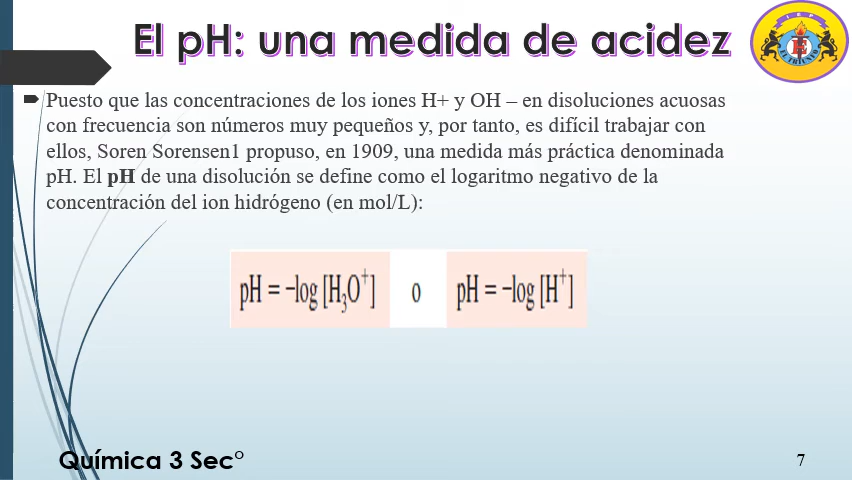 El pH: una medida de acidez
Puesto que las concentraciones de los iones H+ y OH – en disoluciones acuosas
con frecuencia son números muy pequeños y, por tanto, es difícil trabajar con
ellos, Soren Sorensen1 propuso, en 1909, una medida más práctica denominada
pH. El pH de una disolución se define como el logaritmo negativo de la
concentración del ion hidrógeno (en mol/L):
pH = –log [H₃O⁺] o pH = –log [H⁺]
Química 3 Sec°
7
I E P
EL TRIUNFO